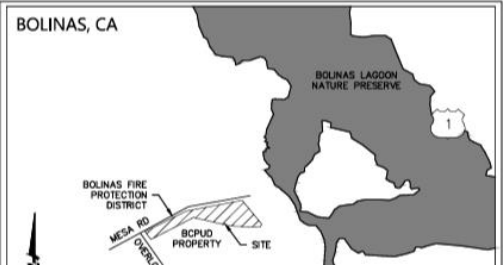 BOLINAS, CA
BOLINAS LAGOON
NATURE PRESERVE
1
BOLINAS FIRE
PROTECTION
DISTRICT
MESA RD
BCPUD
PROPERTY
SITE